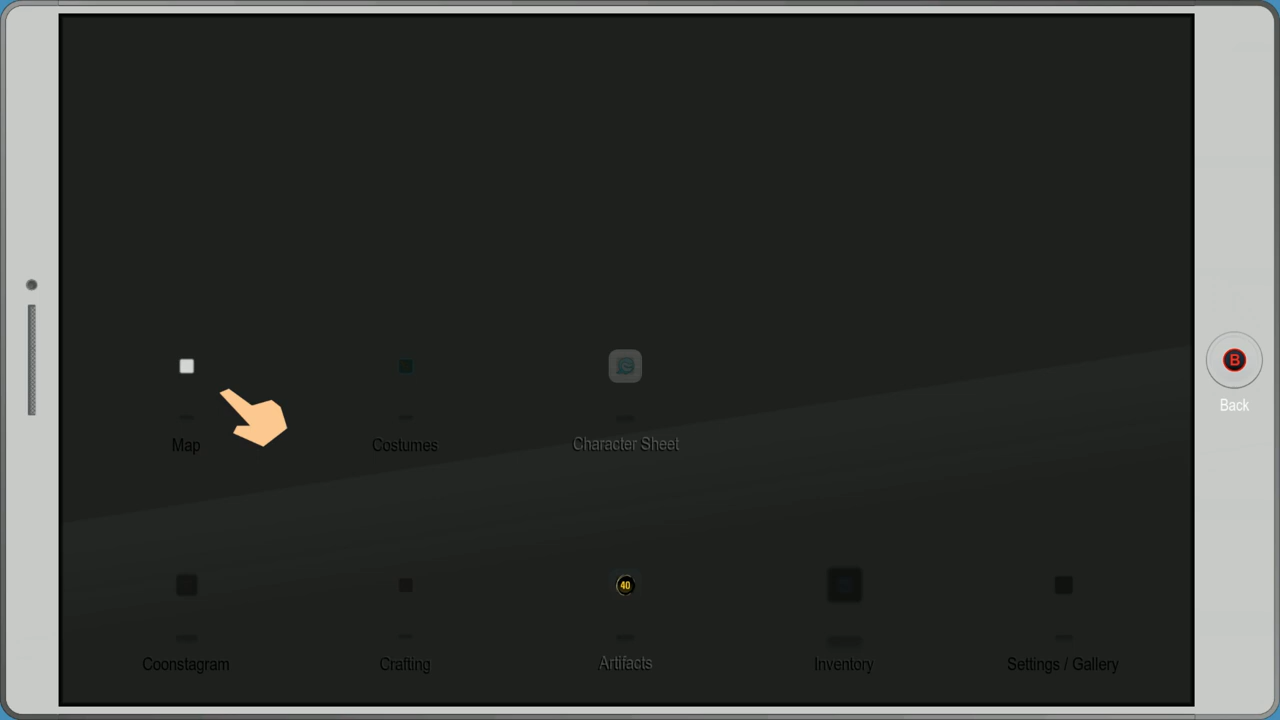 B
Back
Map
Costumes
Character Sheet
40
Coonstagram
Crafting
Artifacts
Inventory
Settings / Gallery